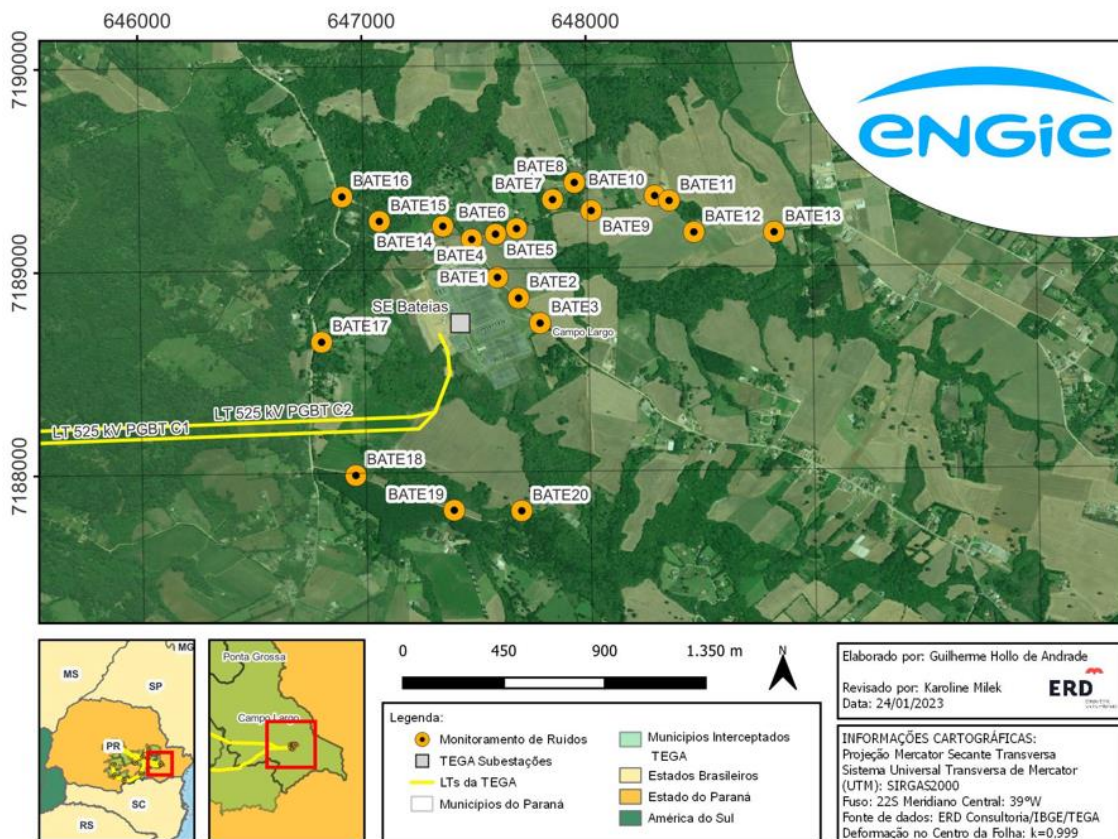 646000
647000
648000
7190000
7189000
7188000
ENGIE
BATE8
BATE10
BATE7
BATE11
BATE16
BATE15
BATE6
BATE14
BATE12
BATE13
BATE9
BATE4
BATE5
BATE1
BATE2
SE Bateias
BATE3
Campo Largo
BATE17
LT 525 kV PGBT C2
LT 525 kV PGBT C1
BATE18
BATE19
BATE20
MG
MS
SP
PR
SC
RS
Ponta Grossa
Campo Largo
0 450 900 1.350 m
N
Legenda:
Monitoramento de Ruídos
TEGA Subestações
LTs da TEGA
Municípios do Paraná
Municípios Interceptados
TEGA
Estados Brasileiros
Estado do Paraná
América do Sul
Elaborado por: Guilherme Hollo de Andrade
Revisado por: Karoline Milek
Data: 24/01/2023
ERD
INFORMAÇÕES CARTOGRÁFICAS:
Projeção Mercator Secante Transversa
Sistema Universal Transversa de Mercator
(UTM): SIRGAS2000
Fuso: 22S Meridiano Central: 39°W
Fonte de dados: ERD Consultoria/IBGE/TEGA
Deformação no Centro da Folha: k=0,999